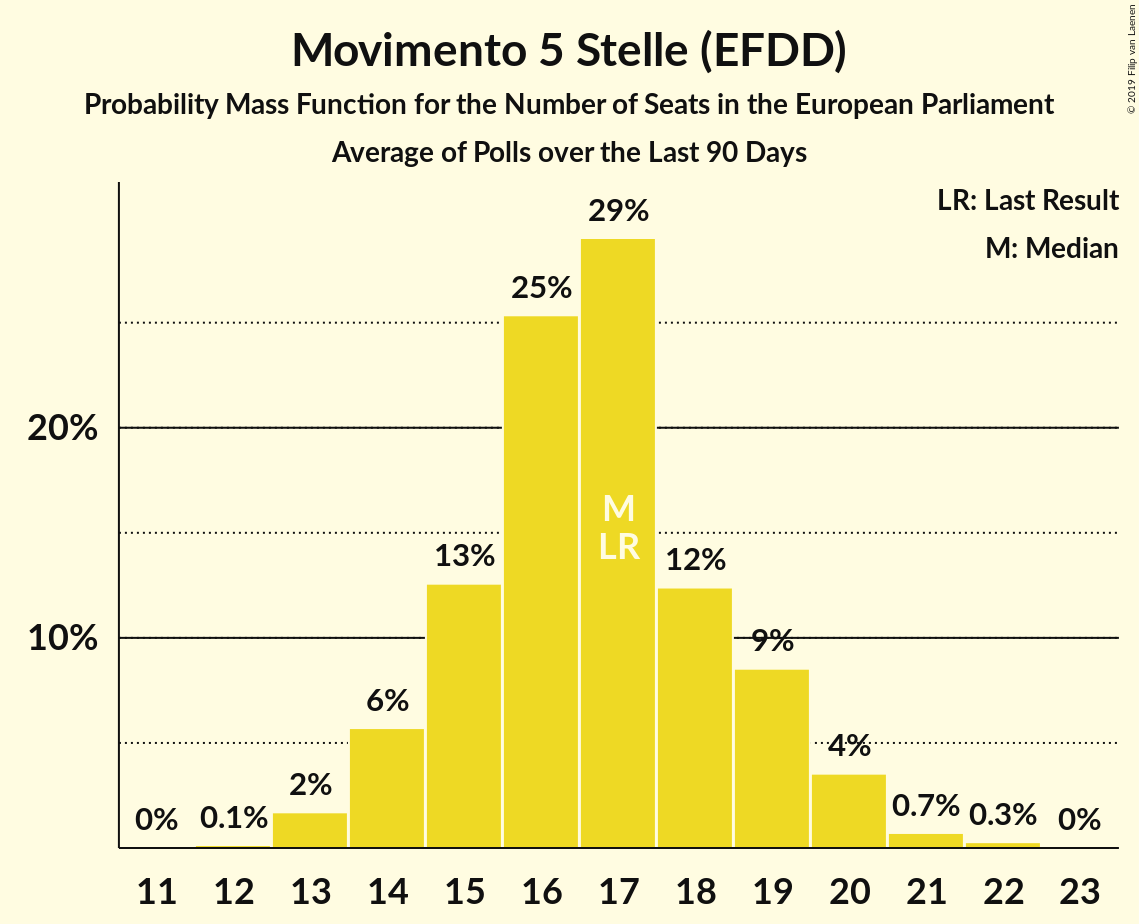 Movimento 5 Stelle (EFDD)
Probability Mass Function for the Number of Seats in the European Parliament
Average of Polls over the Last 90 Days
© 2019 Filip van Laenen
LR: Last Result
M: Median
29%
25%
20%
M
LR
13%
12%
10%
9%
6%
4%
2%
0%
0.1%
0.7%
0.3%
0%
11 12 13 14 15 16 17 18 19 20 21 22 23